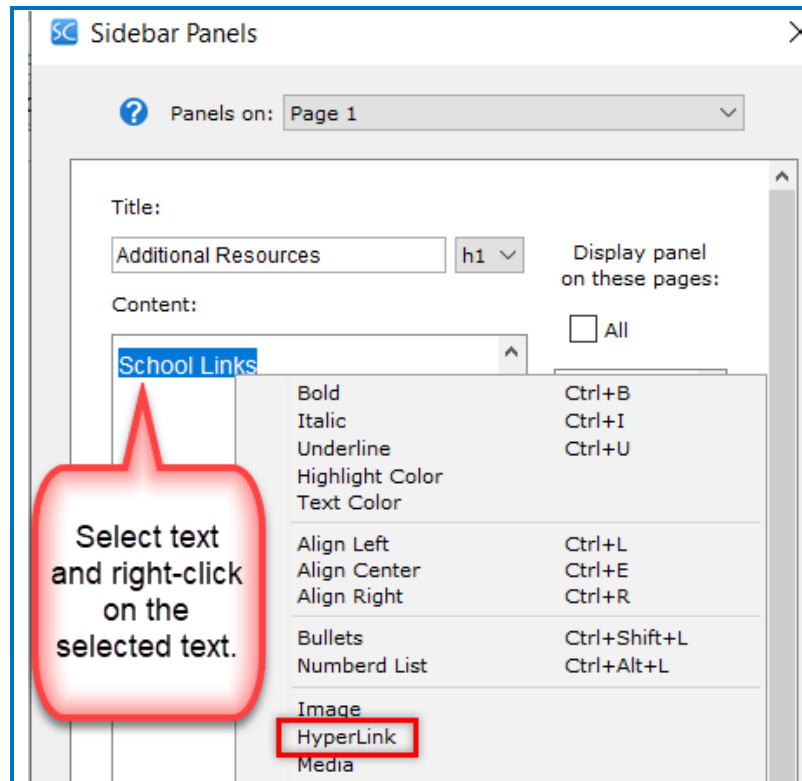 SC Sidebar Panels
? Panels on: Page 1
Title:
Additional Resources h1
Display panel
on these pages:
Content:
All
School Links
Bold Ctrl+B
Italic Ctrl+I
Underline Ctrl+U
Highlight Color
Text Color
Align Left Ctrl+L
Align Center Ctrl+E
Align Right Ctrl+R
Bullets Ctrl+Shift+L
Numberd List Ctrl+Alt+L
Image
HyperLink
Media
Select text
and right-click
on the
selected text.